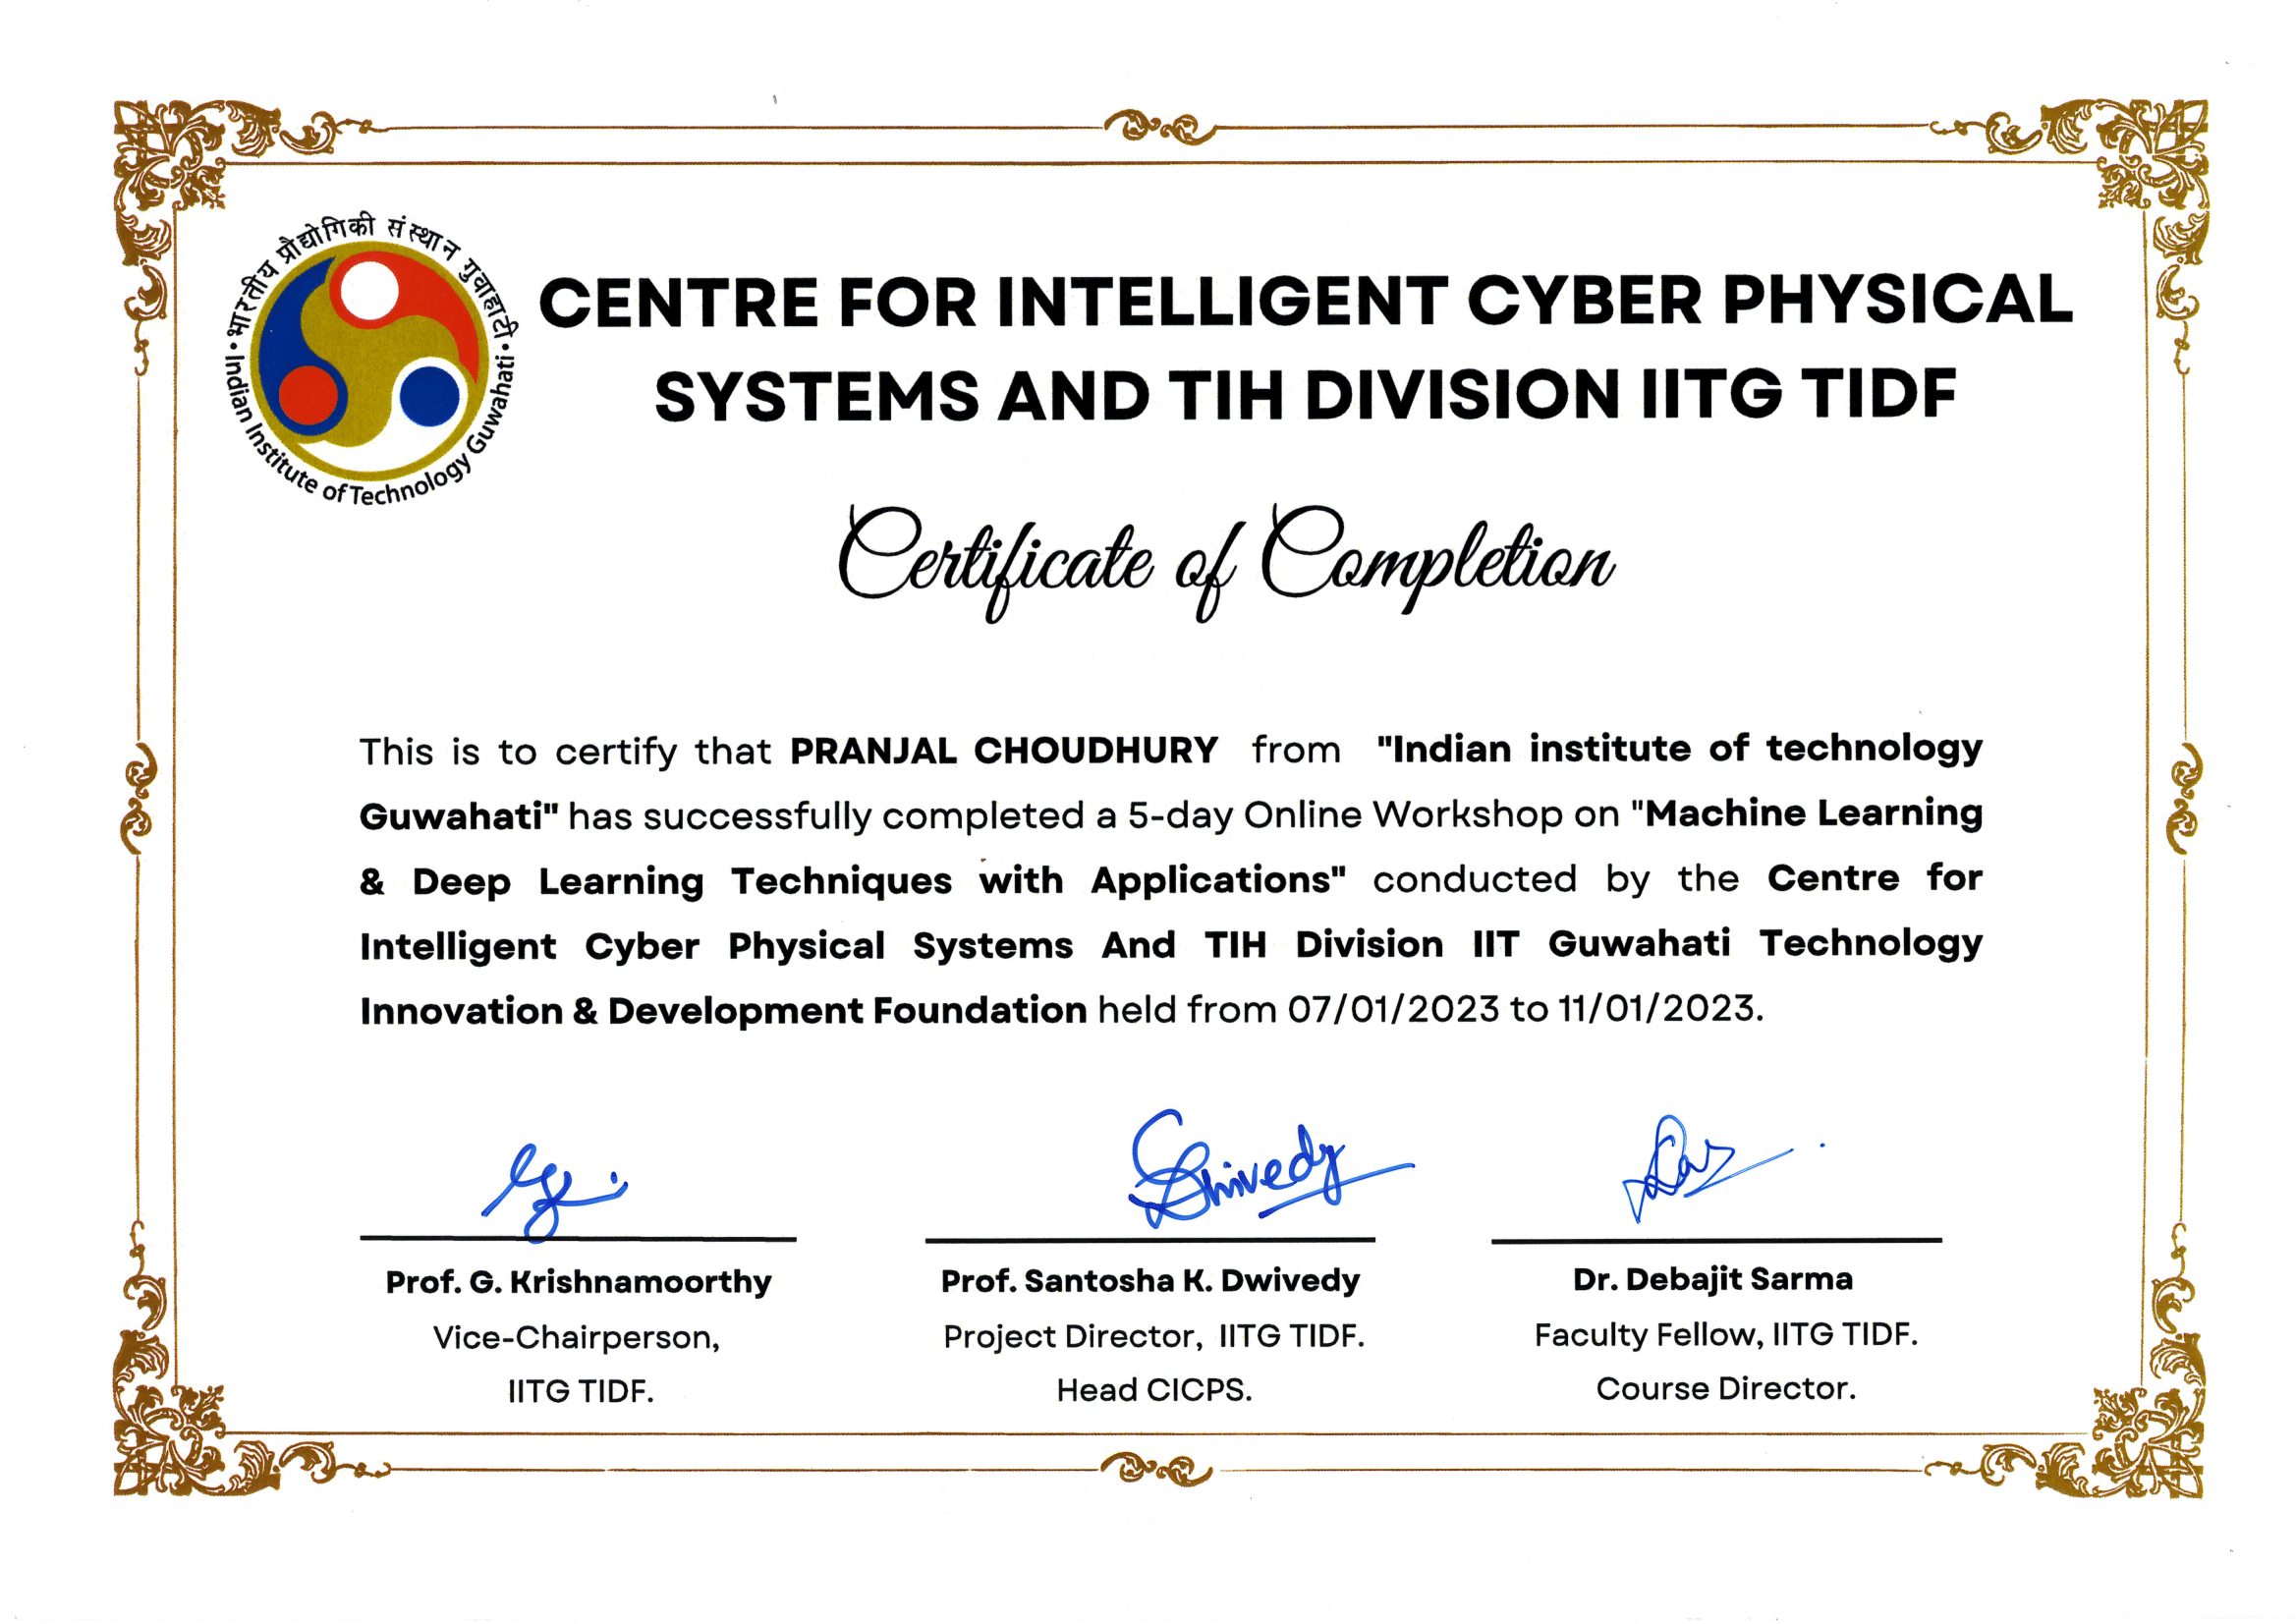 भारतीय प्रौद्योगिकी संस्थान गुवाहाटी
Indian Institute of Technology Guwahati
CENTRE FOR INTELLIGENT CYBER PHYSICAL
SYSTEMS AND TIH DIVISION IITG TIDF
Certificate of Completion
This is to certify that PRANJAL CHOUDHURY from "Indian institute of technology
Guwahati" has successfully completed a 5-day Online Workshop on "Machine Learning
& Deep Learning Techniques with Applications" conducted by the Centre for
Intelligent Cyber Physical Systems And TIH Division IIT Guwahati Technology
Innovation & Development Foundation held from 07/01/2023 to 11/01/2023.
Dwivedy
Prof. G. Krishnamoorthy
Vice-Chairperson,
IITG TIDF.
Prof. Santosha K. Dwivedy
Project Director, IITG TIDF.
Head CICPS.
Dr. Debajit Sarma
Faculty Fellow, IITG TIDF.
Course Director.